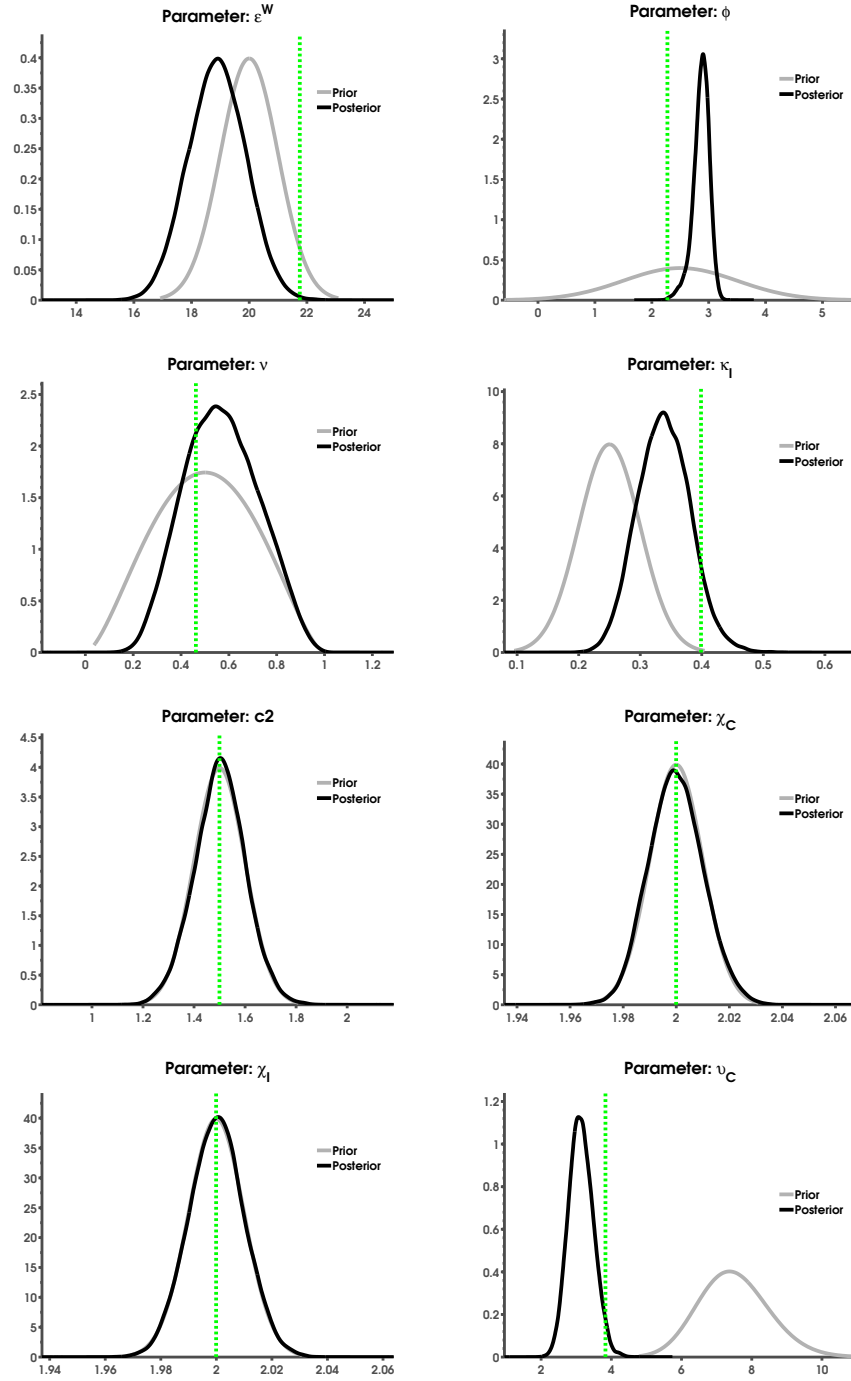 Parameter: ε^W
0.4
0.35
0.3
0.25
0.2
0.15
0.1
0.05
0
14 16 18 20 22 24
Prior
Posterior
Parameter: ϕ
3
2.5
2
1.5
1
0.5
0
0 1 2 3 4 5
Prior
Posterior
Parameter: ν
2.5
2
1.5
1
0.5
0
0 0.2 0.4 0.6 0.8 1 1.2
Prior
Posterior
Parameter: κ_I
10
8
6
4
2
0
0.1 0.2 0.3 0.4 0.5 0.6
Prior
Posterior
Parameter: c2
4.5
4
3.5
3
2.5
2
1.5
1
0.5
0
1 1.2 1.4 1.6 1.8 2
Prior
Posterior
Parameter: χ_C
40
35
30
25
20
15
10
5
0
1.94 1.96 1.98 2 2.02 2.04 2.06
Prior
Posterior
Parameter: χ_I
40
35
30
25
20
15
10
5
0
1.94 1.96 1.98 2 2.02 2.04 2.06
Prior
Posterior
Parameter: υ_C
1.2
1
0.8
0.6
0.4
0.2
0
2 4 6 8 10
Prior
Posterior